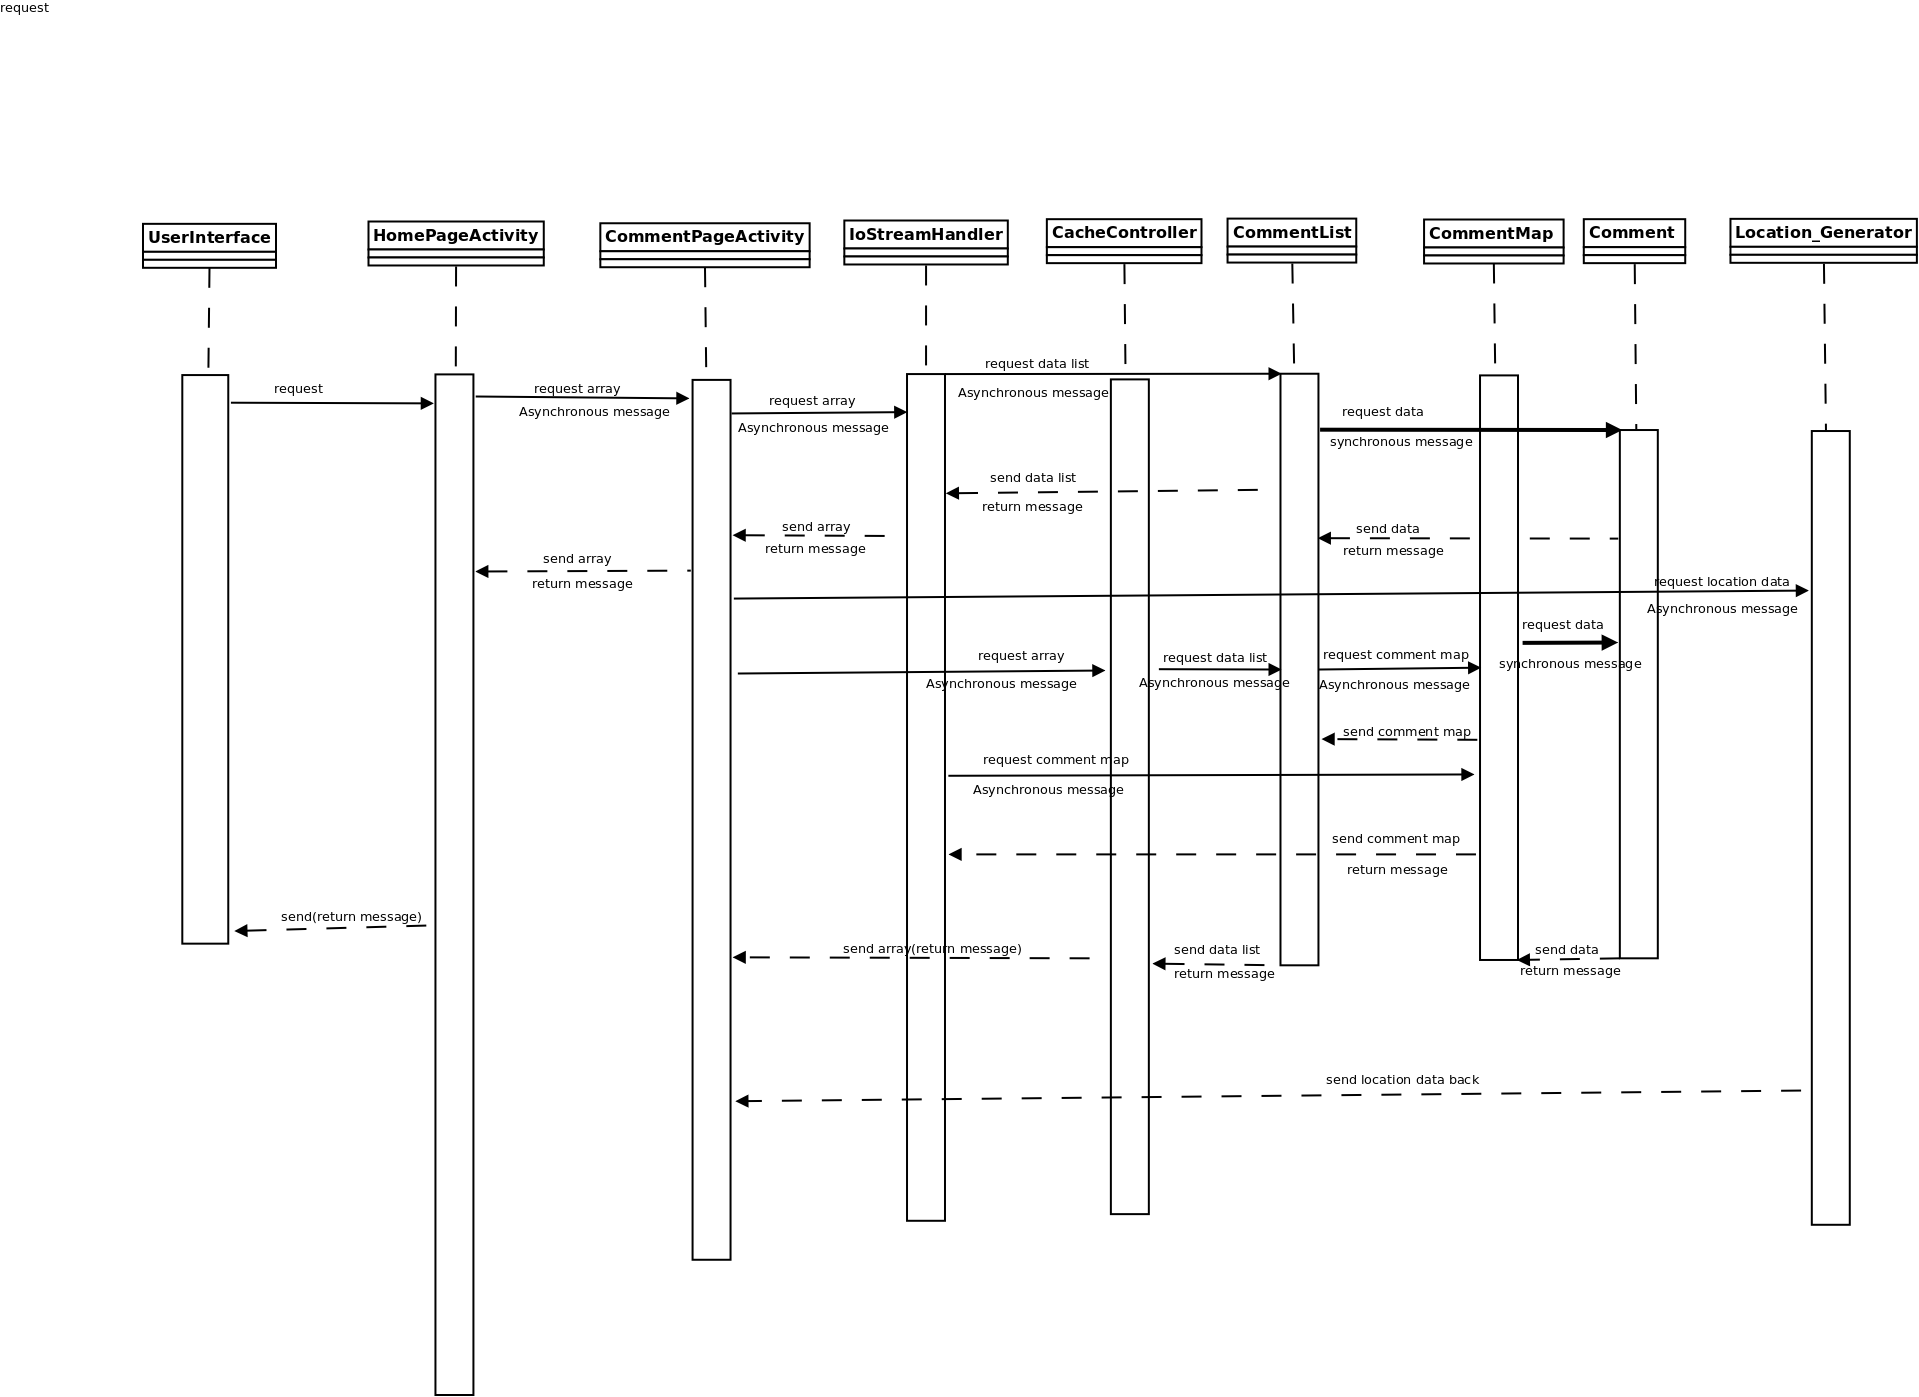 request
UserInterface
HomePageActivity
CommentPageActivity
IoStreamHandler
CacheController
CommentList
CommentMap
Comment
Location_Generator
request data list
Asynchronous message
request
request array
Asynchronous message
request array
Asynchronous message
request data
synchronous message
send data list
return message
send array
return message
send data
return message
send array
return message
request location data
Asynchronous message
request data
synchronous message
request array
Asynchronous message
request data list
Asynchronous message
request comment map
Asynchronous message
send comment map
request comment map
Asynchronous message
send comment map
return message
send(return message)
send array(return message)
send data list
return message
send data
return message
send location data back